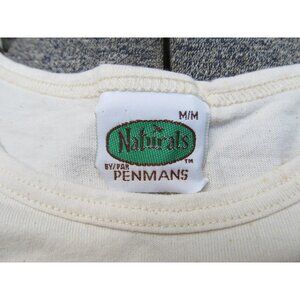 M/M
Naturals
BY/PAR TM
PENMANS